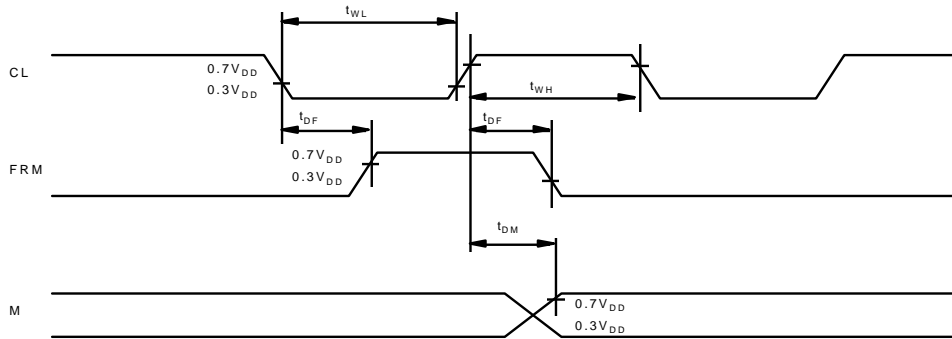 tWL
CL
0.7VDD
0.3VDD
tWH
tDF
tDF
FRM
0.7VDD
0.3VDD
tDM
M
0.7VDD
0.3VDD